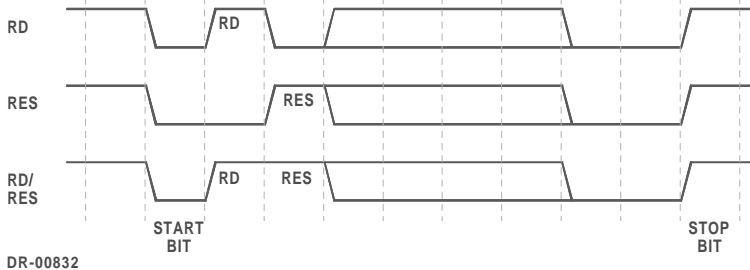 RD
RD
RES
RES
RD/
RES
RD
RES
START
BIT
STOP
BIT
DR-00832